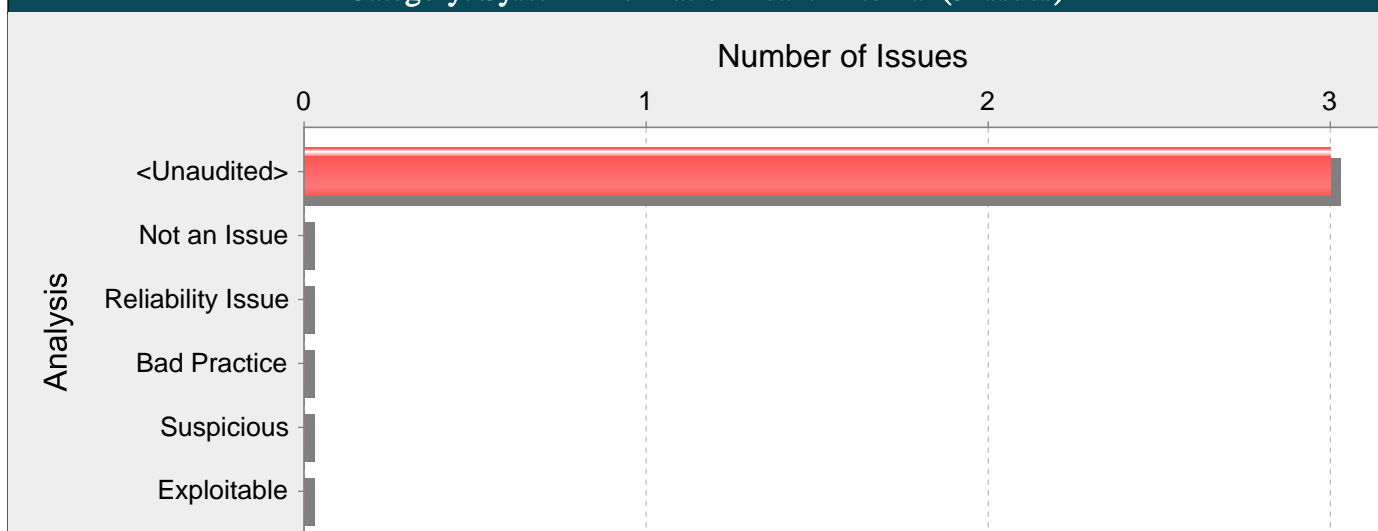 Number of Issues
0 1 2 3
<Unaudited>
Not an Issue
Reliability Issue
Bad Practice
Suspicious
Exploitable
Analysis